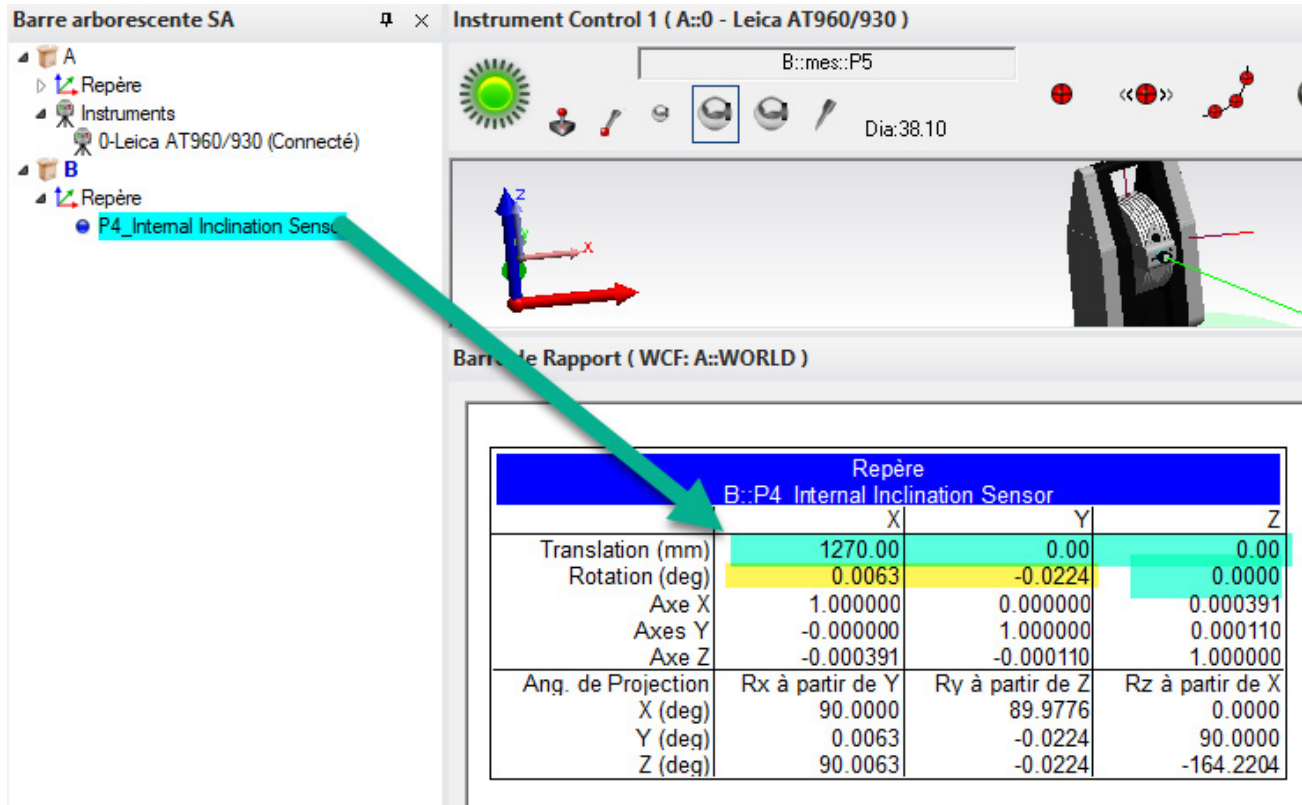 Barre arborescente SA
Instrument Control 1 ( A::0 - Leica AT960/930 )
A
Repère
Instruments
0-Leica AT960/930 (Connecté)
B
Repère
P4_Internal Inclination Senso
B::mes::P5
Dia:38.10
Z
Y
X
Barre de Rapport ( WCF: A::WORLD )
Repère
B::P4_Internal Inclination Sensor
X Y Z
Translation (mm) 1270.00 0.00 0.00
Rotation (deg) 0.0063 -0.0224 0.0000
Axe X 1.000000 0.000000 0.000391
Axes Y -0.000000 1.000000 0.000110
Axe Z -0.000391 -0.000110 1.000000
Ang. de Projection Rx à partir de Y Ry à partir de Z Rz à partir de X
X (deg) 90.0000 89.9776 0.0000
Y (deg) 0.0063 -0.0224 90.0000
Z (deg) 90.0063 -0.0224 -164.2204